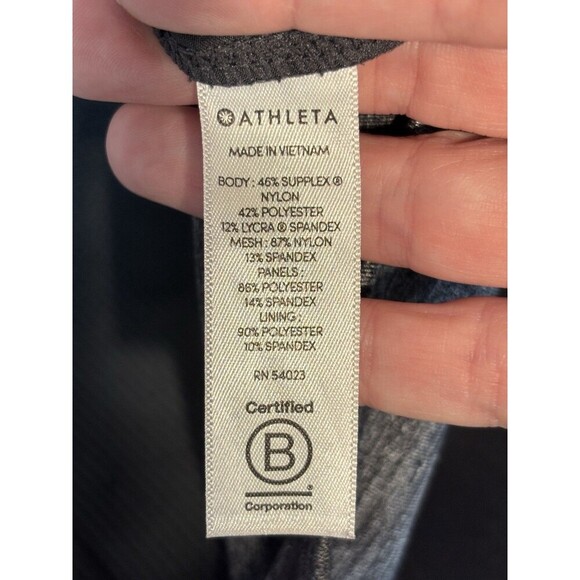 ATHLETA
MADE IN VIETNAM
BODY : 46% SUPPLEX ®
NYLON
42% POLYESTER
12% LYCRA ® SPANDEX
MESH : 87% NYLON
13% SPANDEX
PANELS :
86% POLYESTER
14% SPANDEX
LINING :
90% POLYESTER
10% SPANDEX
RN 54023
Certified
B
®
Corporation